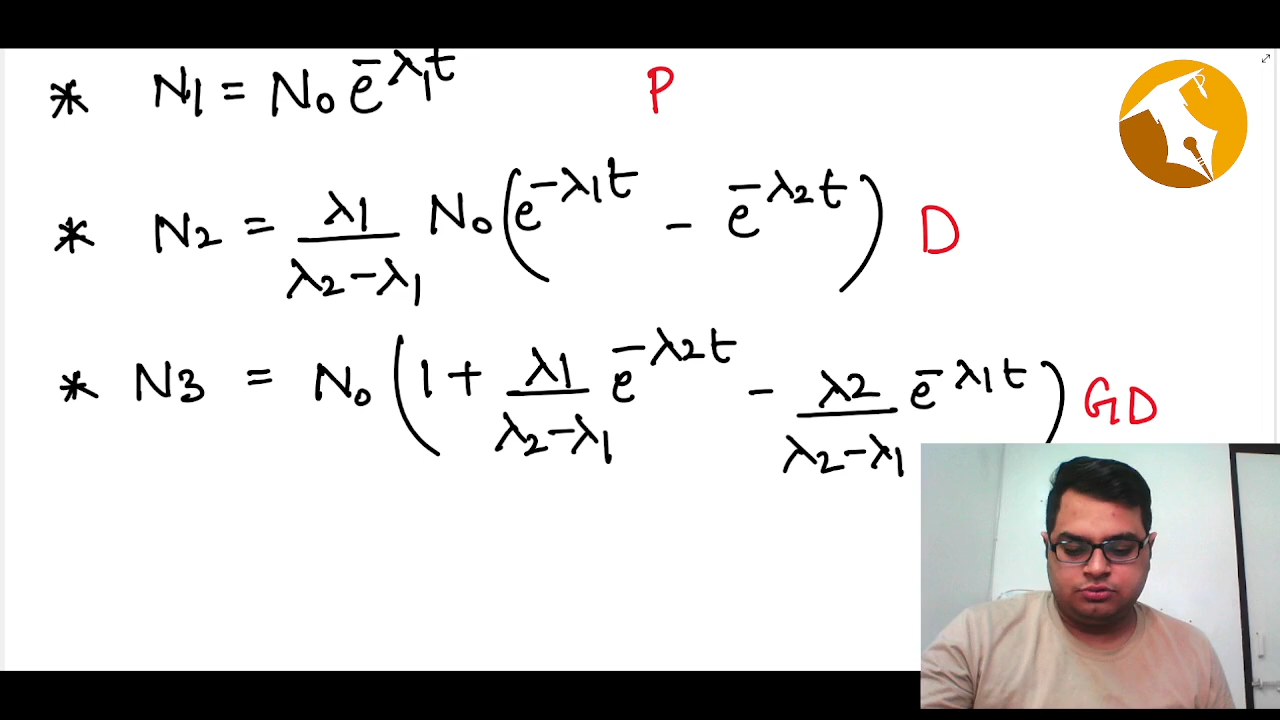 * N1 = N₀ e^-λ1t P
* N2 = λ1/(λ2-λ1) N₀ (e^-λ1t - e^-λ2t) D
* N3 = N₀ (1 + λ1/(λ2-λ1) e^-λ2t - λ2/(λ2-λ1) e^-λ1t) GD